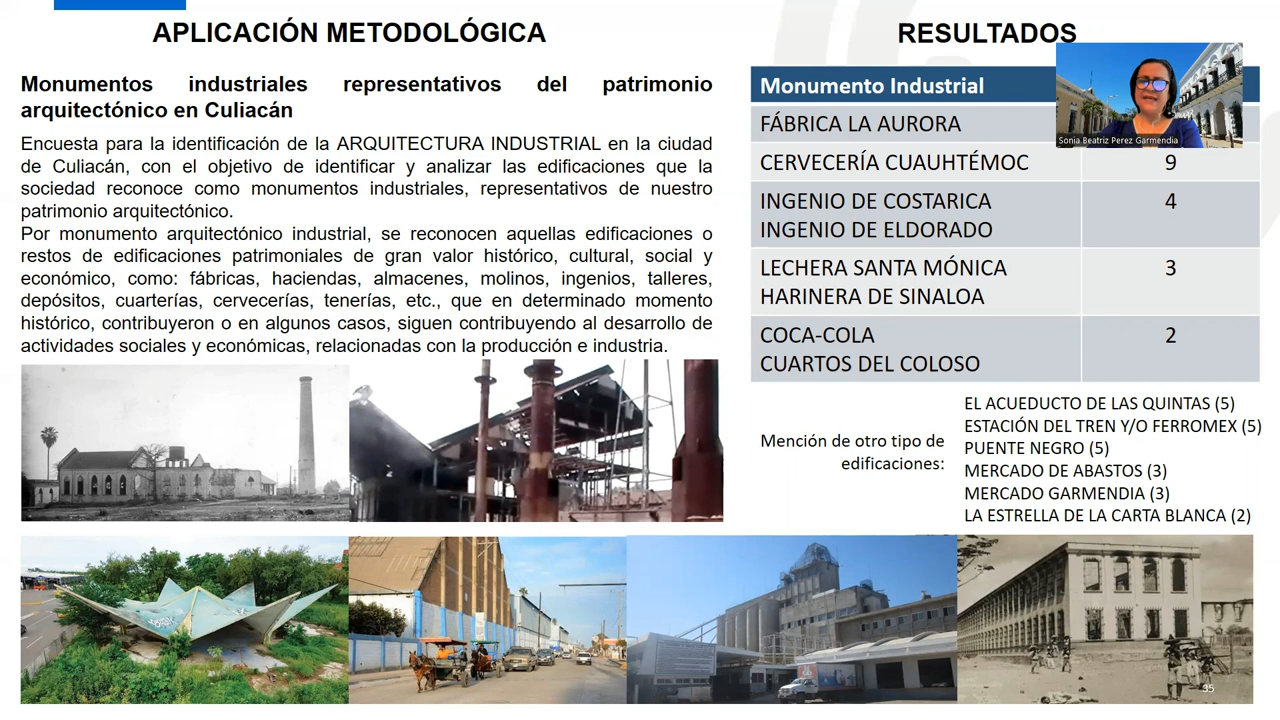 APLICACIÓN METODOLÓGICA
Monumentos industriales representativos del patrimonio
arquitectónico en Culiacán
Encuesta para la identificación de la ARQUITECTURA INDUSTRIAL en la ciudad
de Culiacán, con el objetivo de identificar y analizar las edificaciones que la
sociedad reconoce como monumentos industriales, representativos de nuestro
patrimonio arquitectónico.
Por monumento arquitectónico industrial, se reconocen aquellas edificaciones o
restos de edificaciones patrimoniales de gran valor histórico, cultural, social y
económico, como: fábricas, haciendas, almacenes, molinos, ingenios, talleres,
depósitos, cuarterías, cervecerías, tenerías, etc., que en determinado momento
histórico, contribuyeron o en algunos casos, siguen contribuyendo al desarrollo de
actividades sociales y económicas, relacionadas con la producción e industria.
RESULTADOS
Monumento Industrial
FÁBRICA LA AURORA
Sonia Beatriz Perez Garmendia
CERVECERÍA CUAUHTÉMOC 9
INGENIO DE COSTARICA 4
INGENIO DE ELDORADO
LECHERA SANTA MÓNICA 3
HARINERA DE SINALOA
COCA-COLA 2
CUARTOS DEL COLOSO
Mención de otro tipo de
edificaciones:
EL ACUEDUCTO DE LAS QUINTAS (5)
ESTACIÓN DEL TREN Y/O FERROMEX (5)
PUENTE NEGRO (5)
MERCADO DE ABASTOS (3)
MERCADO GARMENDIA (3)
LA ESTRELLA DE LA CARTA BLANCA (2)
35